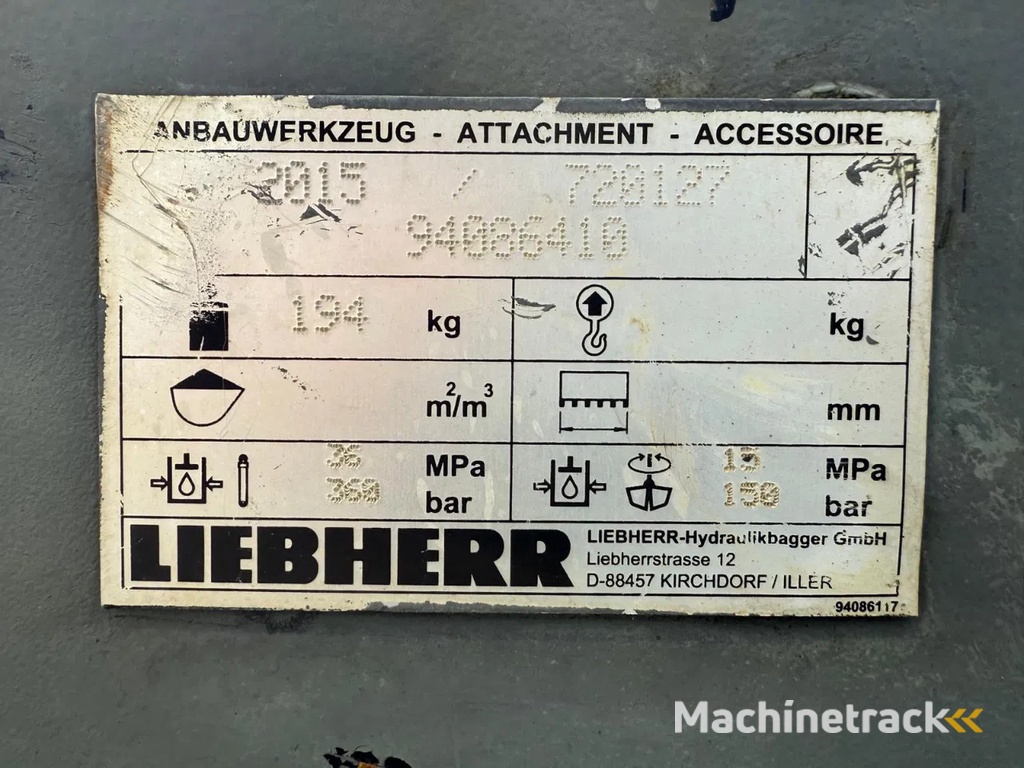 ANBAUWERKZEUG - ATTACHMENT - ACCESSOIRE
2015 / 720127
94086410
194 kg
kg
m²/m³
mm
36 MPa
360 bar
15 MPa
150 bar
LIEBHERR
LIEBHERR-Hydraulikbagger GmbH
Liebherrstrasse 12
D-88457 KIRCHDORF / ILLER
94086117
Machinetrack